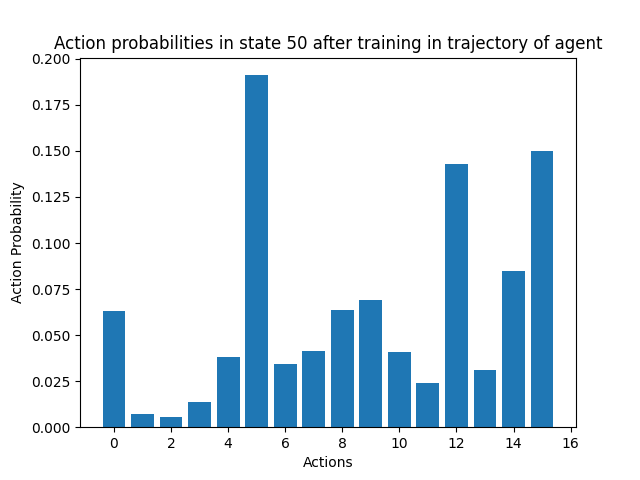 Action probabilities in state 50 after training in trajectory of agent
0.200
0.175
0.150
0.125
0.100
0.075
0.050
0.025
0.000
Action Probability
0 2 4 6 8 10 12 14 16
Actions